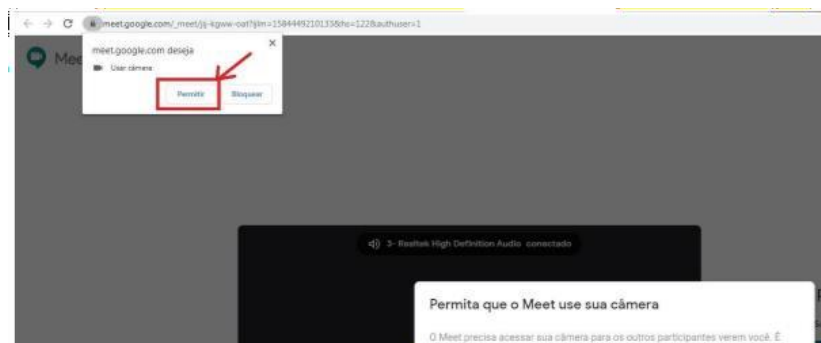 meet.google.com/_meet/jij-kgww-oat?ijlm=1584449210133&hs=122&authuser=1
meet.google.com deseja
×
Mee
Usar câmera
Permitir
Bloquear
3- Realtek High Definition Audio conectado
Permita que o Meet use sua câmera
O Meet precisa acessar sua câmera para os outros participantes verem você. É